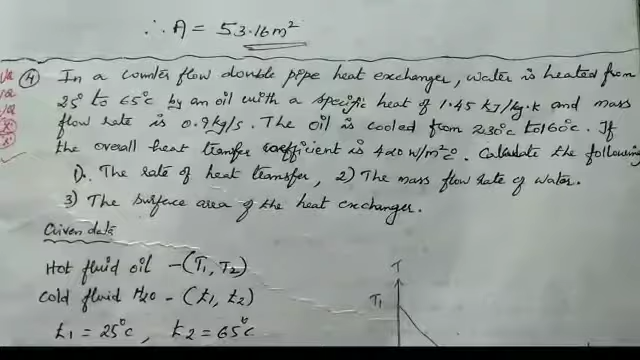 ∴ A = 53.16m²
④ In a counter flow double pipe heat exchanger, water is heated from
25° to 65°c by an oil with a specific heat of 1.45 kJ/kg.k and mass
flow rate is 0.9kg/s. The oil is cooled from 230°c to 160°c. If
the overall heat transfer coefficient is 420 w/m²°c. Calculate the following
1). The rate of heat transfer, 2) The mass flow rate of water.
3) The surface area of the heat exchanger.
Given data
Hot fluid oil - (T₁, T₂)
Cold fluid H₂o - (t₁, t₂)
t₁ = 25°c, t₂ = 65°c
T
T₁